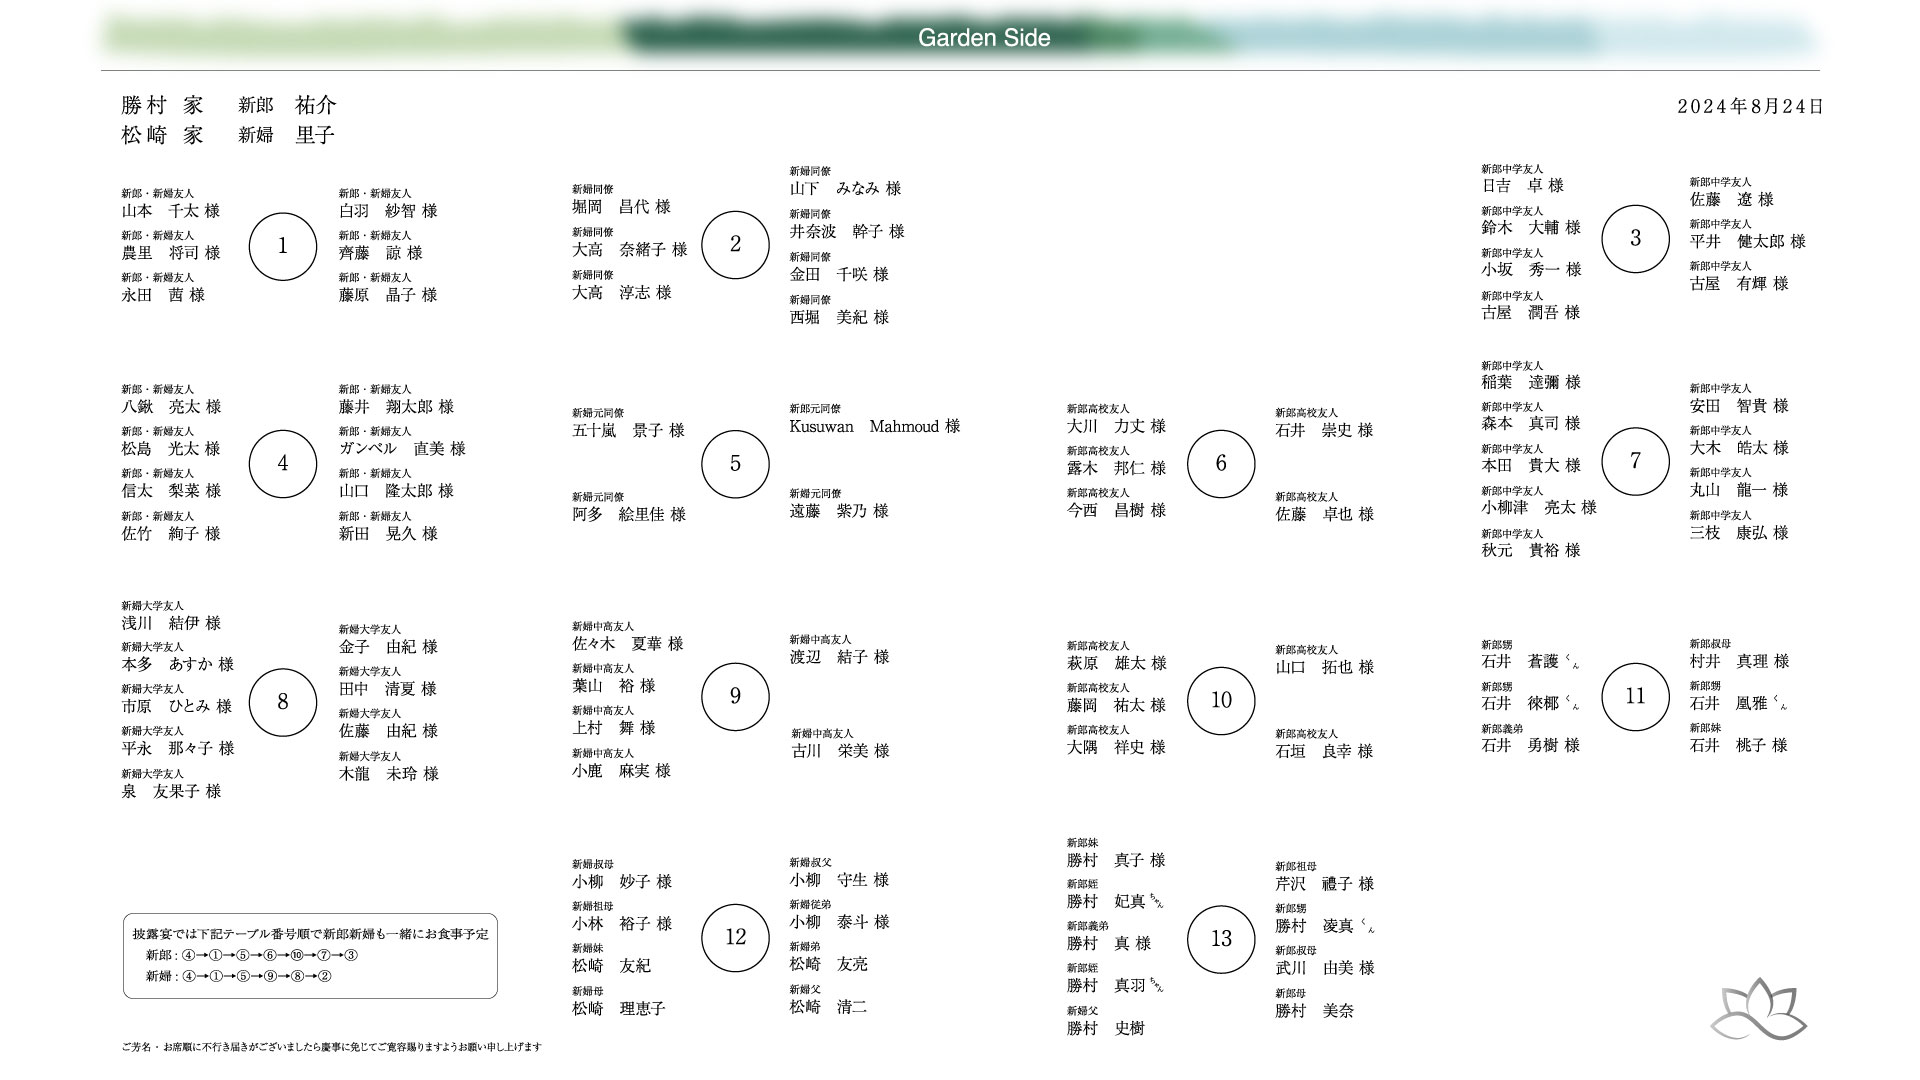 Garden Side
勝村 家 新郎 祐介
松崎 家 新婦 里子
2024年8月24日
新郎・新婦友人
山本 千太 様
新郎・新婦友人
農里 将司 様
新郎・新婦友人
永田 茜 様
1
新郎・新婦友人
白羽 紗智 様
新郎・新婦友人
齊藤 諒 様
新郎・新婦友人
藤原 晶子 様
新婦同僚
堀岡 昌代 様
新婦同僚
大高 奈緒子 様
新婦同僚
大高 淳志 様
2
新婦同僚
山下 みなみ 様
新婦同僚
井奈波 幹子 様
新婦同僚
金田 千咲 様
新婦同僚
西堀 美紀 様
新郎中学友人
日吉 卓 様
新郎中学友人
鈴木 大輔 様
新郎中学友人
小坂 秀一 様
新郎中学友人
古屋 潤吾 様
3
新郎中学友人
佐藤 遼 様
新郎中学友人
平井 健太郎 様
新郎中学友人
古屋 有輝 様
新郎・新婦友人
八鍬 亮太 様
新郎・新婦友人
松島 光太 様
新郎・新婦友人
信太 梨菜 様
新郎・新婦友人
佐竹 絢子 様
4
新郎・新婦友人
藤井 翔太郎 様
新郎・新婦友人
ガンベル 直美 様
新郎・新婦友人
山口 隆太郎 様
新郎・新婦友人
新田 晃久 様
新婦元同僚
五十嵐 景子 様
新婦元同僚
阿多 絵里佳 様
5
新郎元同僚
Kusuwan Mahmoud 様
新婦元同僚
遠藤 紫乃 様
新郎高校友人
大川 力丈 様
新郎高校友人
露木 邦仁 様
新郎高校友人
今西 昌樹 様
6
新郎高校友人
石井 崇史 様
新郎高校友人
佐藤 卓也 様
新郎中学友人
稲葉 達彌 様
新郎中学友人
森本 真司 様
新郎中学友人
本田 貴大 様
新郎中学友人
小柳津 亮太 様
新郎中学友人
秋元 貴裕 様
7
新郎中学友人
安田 智貴 様
新郎中学友人
大木 皓太 様
新郎中学友人
丸山 龍一 様
新郎中学友人
三枝 康弘 様
新婦大学友人
浅川 結伊 様
新婦大学友人
本多 あすか 様
新婦大学友人
市原 ひとみ 様
新婦大学友人
平永 那々子 様
新婦大学友人
泉 友果子 様
8
新婦大学友人
金子 由紀 様
新婦大学友人
田中 清夏 様
新婦大学友人
佐藤 由紀 様
新婦大学友人
木龍 未玲 様
新婦中高友人
佐々木 夏華 様
新婦中高友人
葉山 裕 様
新婦中高友人
上村 舞 様
新婦中高友人
小鹿 麻実 様
9
新婦中高友人
渡辺 結子 様
新婦中高友人
古川 栄美 様
新郎高校友人
萩原 雄太 様
新郎高校友人
藤岡 祐太 様
新郎高校友人
大隅 祥史 様
10
新郎高校友人
山口 拓也 様
新郎高校友人
石垣 良幸 様
新郎甥
石井 蒼護 くん
新郎甥
石井 徠椰 くん
新郎義弟
石井 勇樹 様
11
新郎叔母
村井 真理 様
新郎甥
石井 凰雅 くん
新郎妹
石井 桃子 様
新婦叔母
小柳 妙子 様
新婦祖母
小林 裕子 様
新婦妹
松崎 友紀
新婦母
松崎 理恵子
12
新婦叔父
小柳 守生 様
新婦従弟
小柳 泰斗 様
新婦弟
松崎 友亮
新婦父
松崎 清二
新郎妹
勝村 真子 様
新郎姪
勝村 妃真 ちゃん
新郎義弟
勝村 真 様
新郎姪
勝村 真羽 ちゃん
新婦父
勝村 史樹
13
新郎祖母
芹沢 禮子 様
新郎甥
勝村 凌真 くん
新郎叔母
武川 由美 様
新郎母
勝村 美奈
披露宴では下記テーブル番号順で新郎新婦も一緒にお食事予定
新郎:④→①→⑤→⑥→⑩→⑦→③
新婦:④→①→⑤→⑨→⑧→②
ご芳名・お席順に不行き届きがございましたら慶事に免じてご寛容賜りますようお願い申し上げます